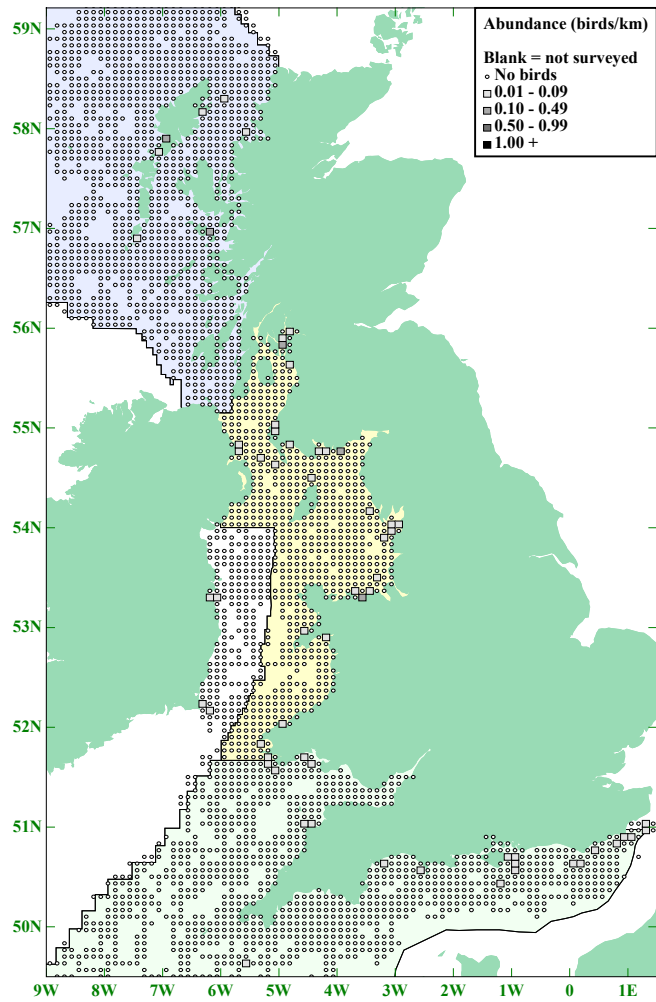 Abundance (birds/km)
Blank = not surveyed
No birds
0.01 - 0.09
0.10 - 0.49
0.50 - 0.99
1.00 +
59N
58N
57N
56N
55N
54N
53N
52N
51N
50N
9W 8W 7W 6W 5W 4W 3W 2W 1W 0 1E